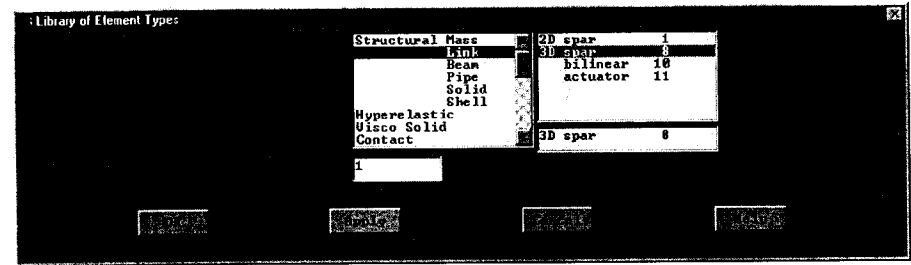 Library of Element Types
Structural Mass
Link
Beam
Pipe
Solid
Shell
Hyperelastic
Visco Solid
Contact
2D spar 1
3D spar 8
bilinear 10
actuator 11
3D spar 8
1